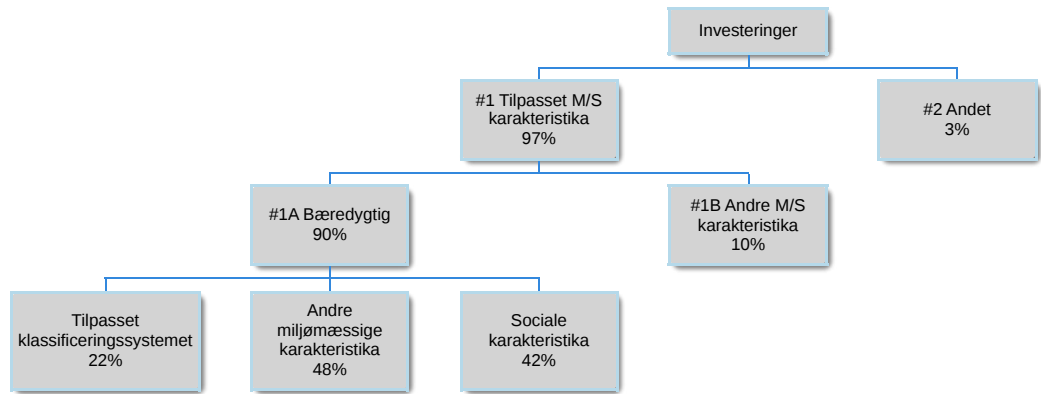 Investeringer
#1 Tilpasset M/S
karakteristika
97%
#2 Andet
3%
#1A Bæredygtig
90%
#1B Andre M/S
karakteristika
10%
Tilpasset
klassificeringssystemet
22%
Andre
miljømæssige
karakteristika
48%
Sociale
karakteristika
42%